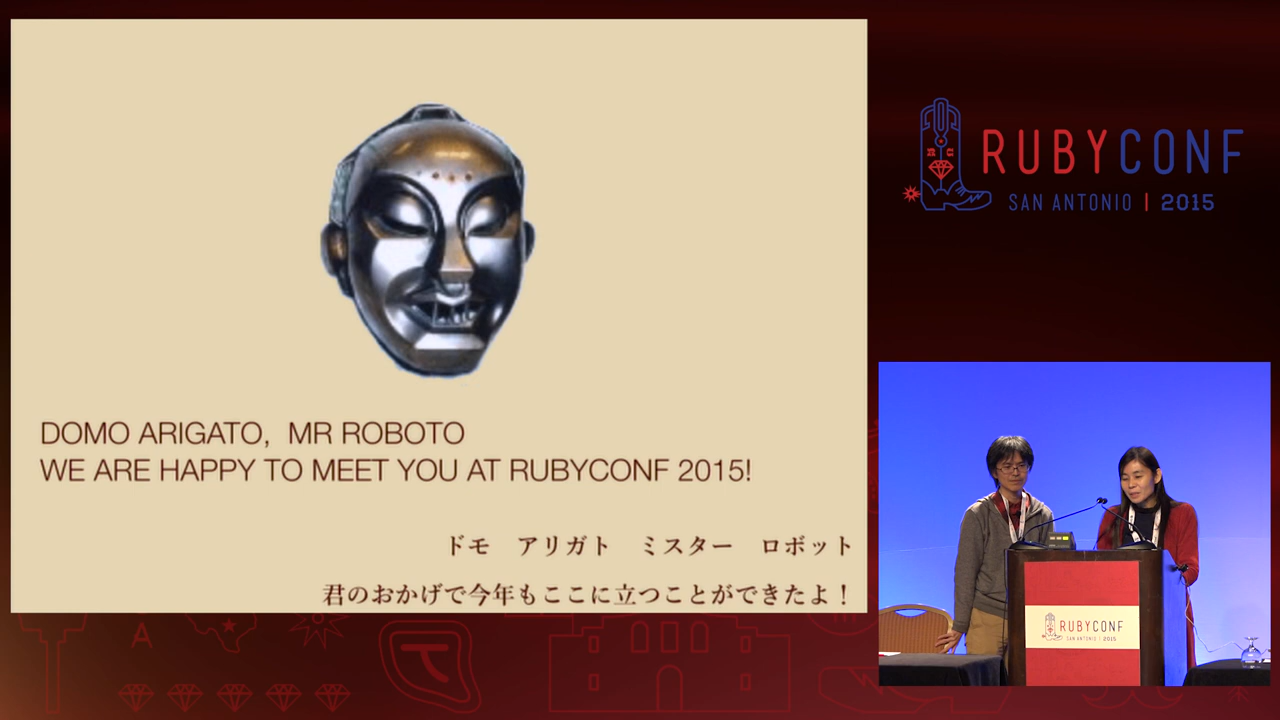 DOMO ARIGATO, MR ROBOTO
WE ARE HAPPY TO MEET YOU AT RUBYCONF 2015!
ドモ　アリガト　ミスター　ロボット
君のおかげで今年もここに立つことができたよ！
RUBYCONF
SAN ANTONIO | 2015
RUBYCONF
SAN ANTONIO | 2015
A